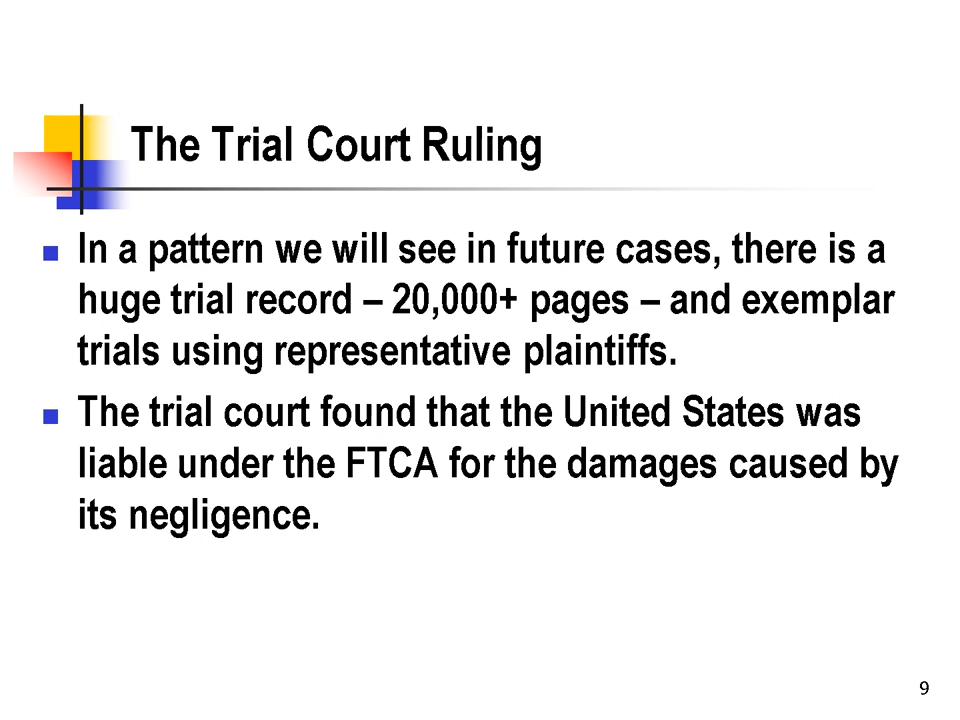 The Trial Court Ruling
In a pattern we will see in future cases, there is a
huge trial record – 20,000+ pages – and exemplar
trials using representative plaintiffs.
The trial court found that the United States was
liable under the FTCA for the damages caused by
its negligence.
9